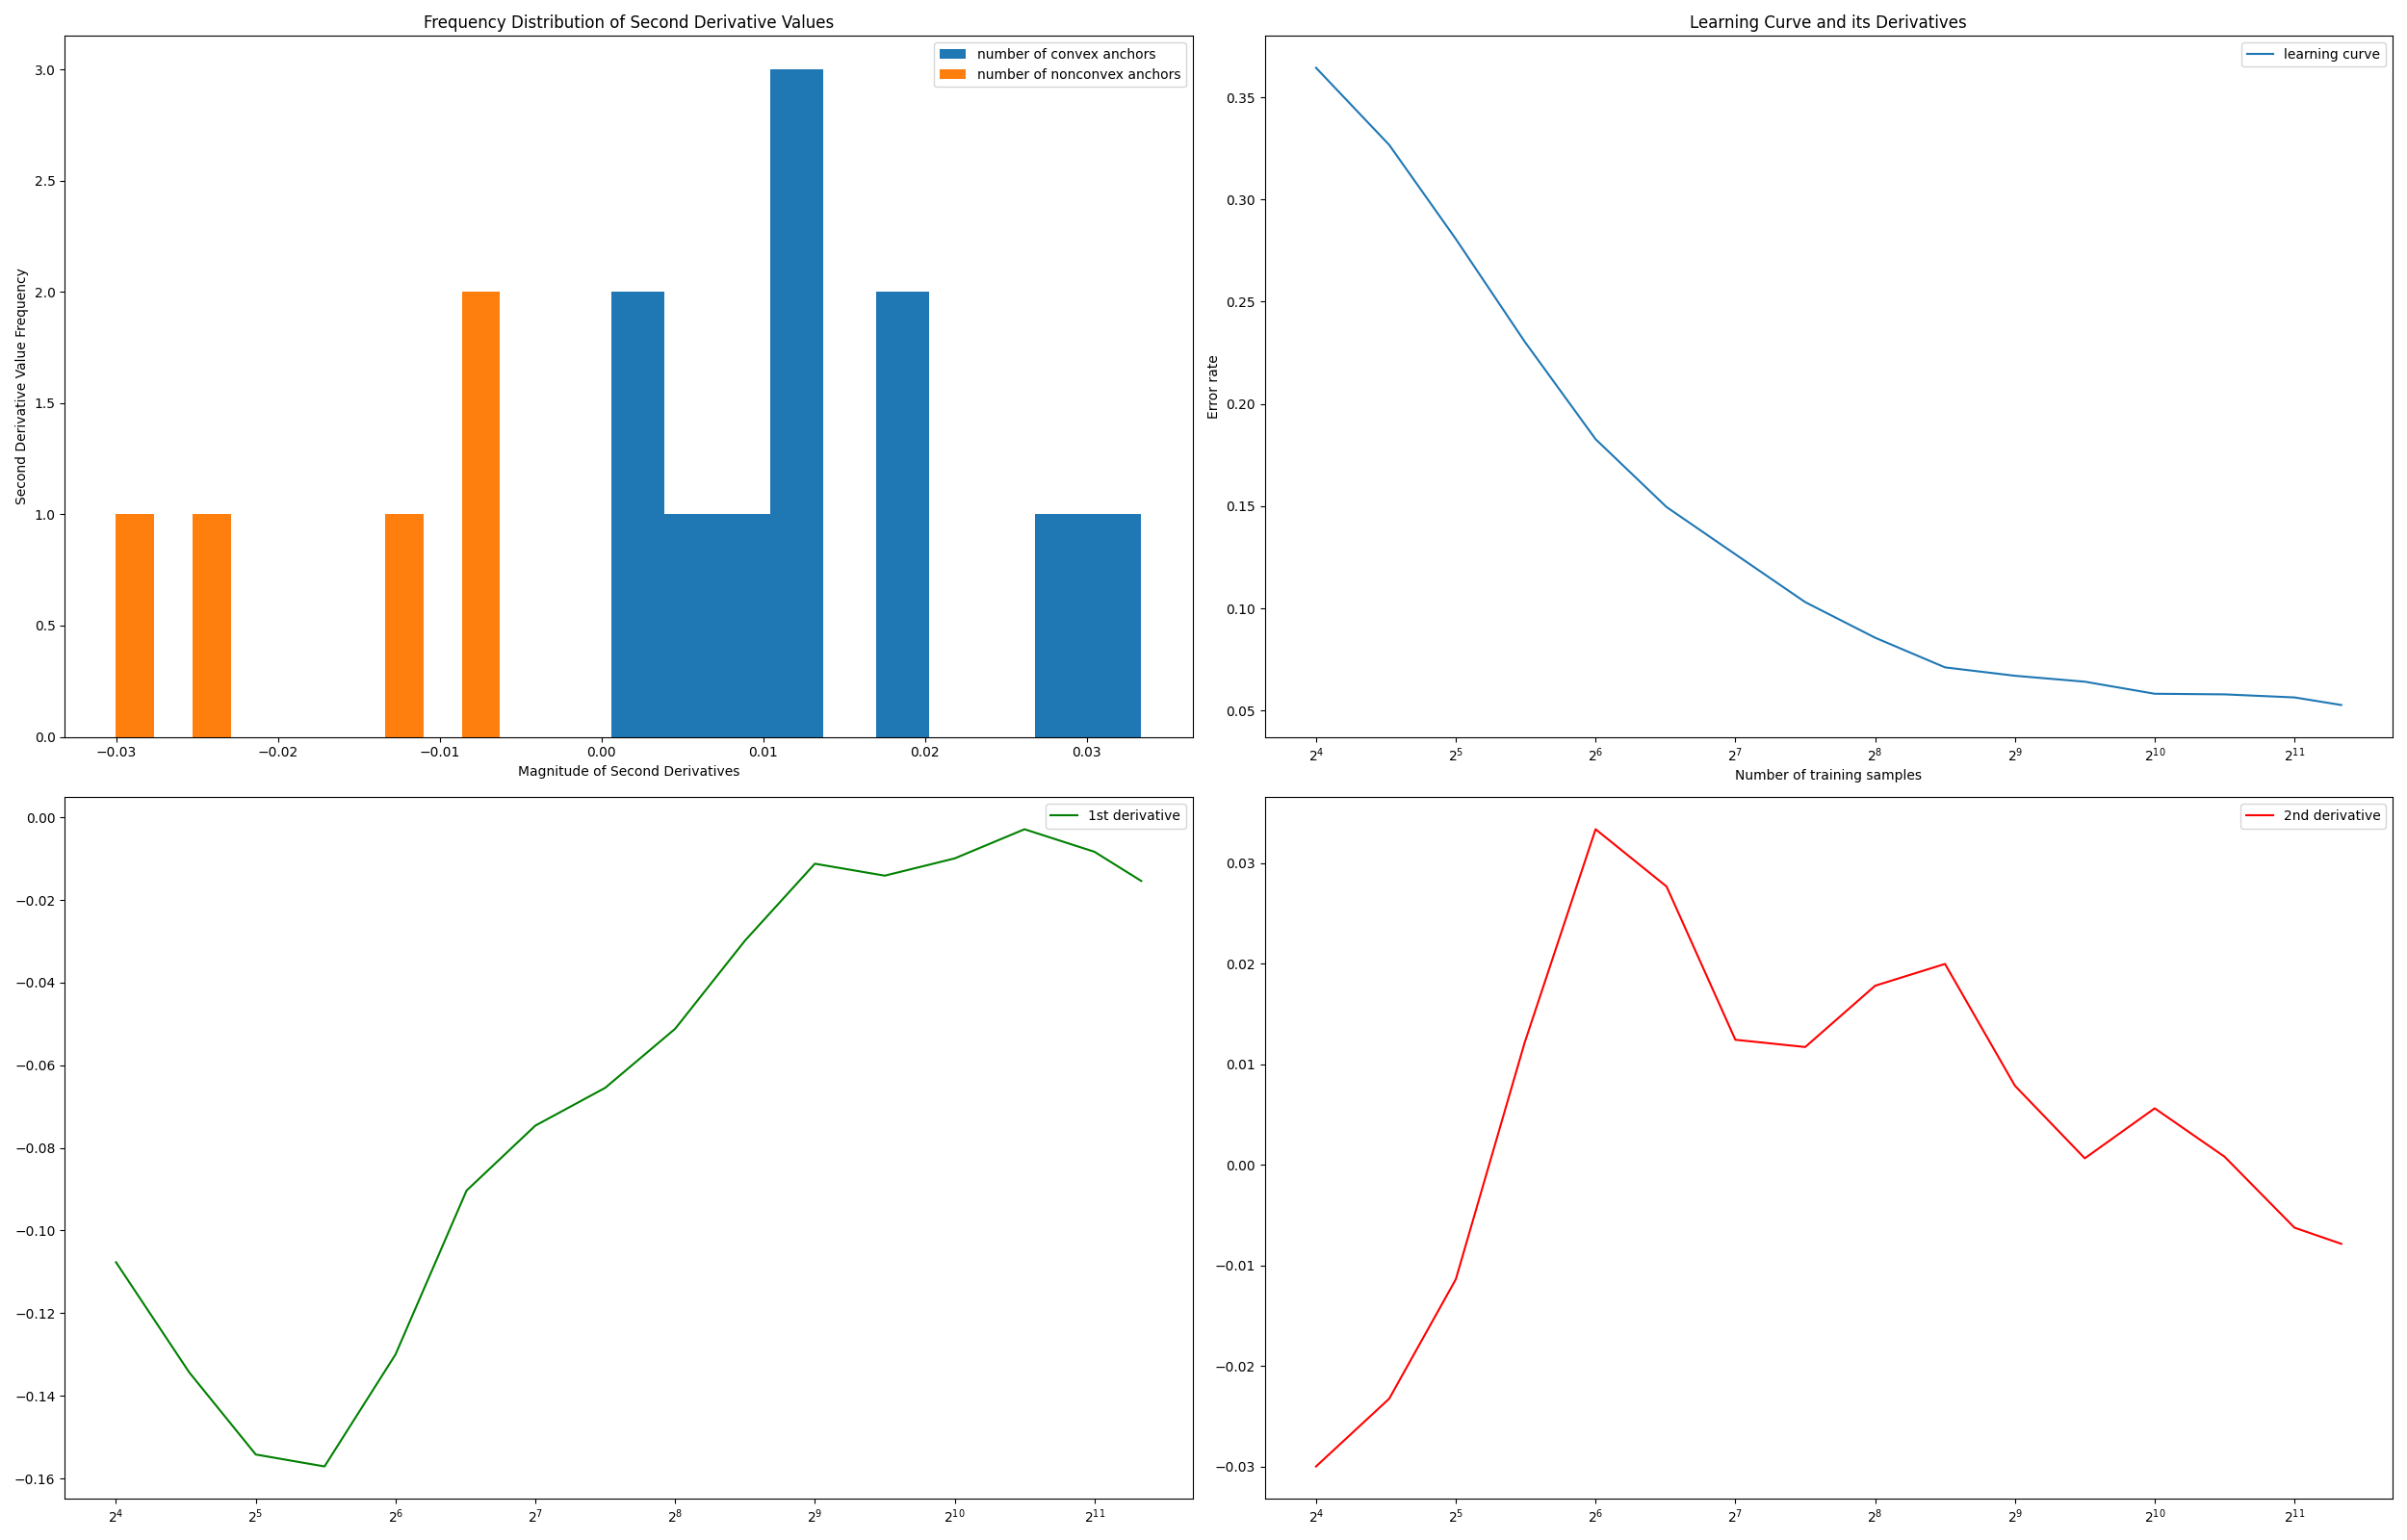 Frequency Distribution of Second Derivative Values
number of convex anchors
number of nonconvex anchors
Second Derivative Value Frequency
3.0
2.5
2.0
1.5
1.0
0.5
0.0
−0.03 −0.02 −0.01 0.00 0.01 0.02 0.03
Magnitude of Second Derivatives
Learning Curve and its Derivatives
learning curve
Error rate
0.35
0.30
0.25
0.20
0.15
0.10
0.05
2^4 2^5 2^6 2^7 2^8 2^9 2^10 2^11
Number of training samples
1st derivative
0.00
−0.02
−0.04
−0.06
−0.08
−0.10
−0.12
−0.14
−0.16
2^4 2^5 2^6 2^7 2^8 2^9 2^10 2^11
2nd derivative
0.03
0.02
0.01
0.00
−0.01
−0.02
−0.03
2^4 2^5 2^6 2^7 2^8 2^9 2^10 2^11